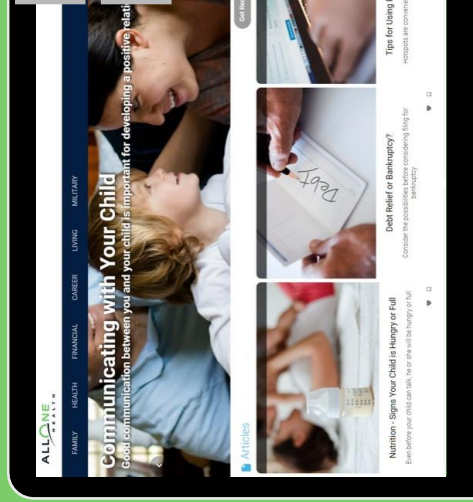 ALLONE
HEALTH
FAMILY HEALTH FINANCIAL CAREER LIVING MILITARY
Communicating with Your Child
Good communication between you and your child is important for developing a positive relati
Articles
Get Rec
Debt
Nutrition - Signs Your Child is Hungry or Full
Even before your child can talk, he or she will be hungry or full
Debt Relief or Bankruptcy?
Consider the possibilities before considering filing for
bankruptcy
Tips for Using
Hotspots are convenie